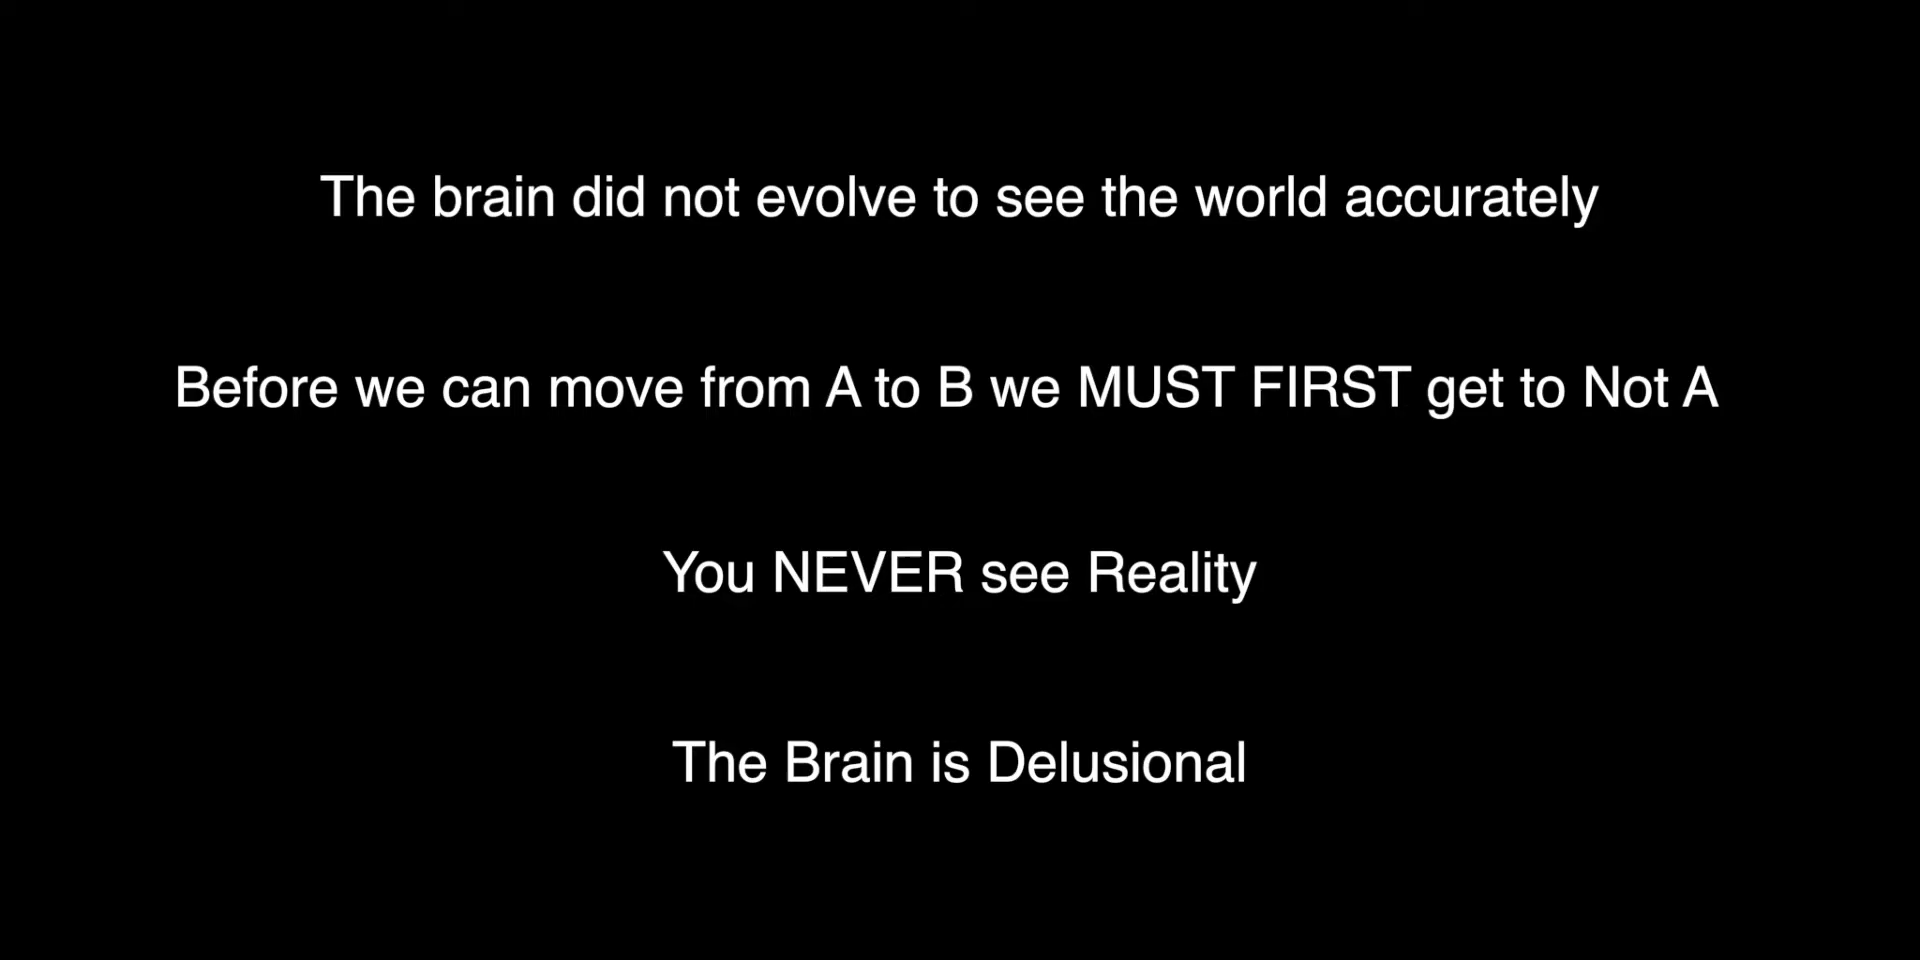 The brain did not evolve to see the world accurately
Before we can move from A to B we MUST FIRST get to Not A
You NEVER see Reality
The Brain is Delusional